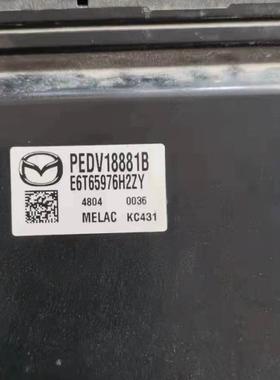 PEDV18881B
E6T65976H2ZY
4804 0036
MELAC KC431